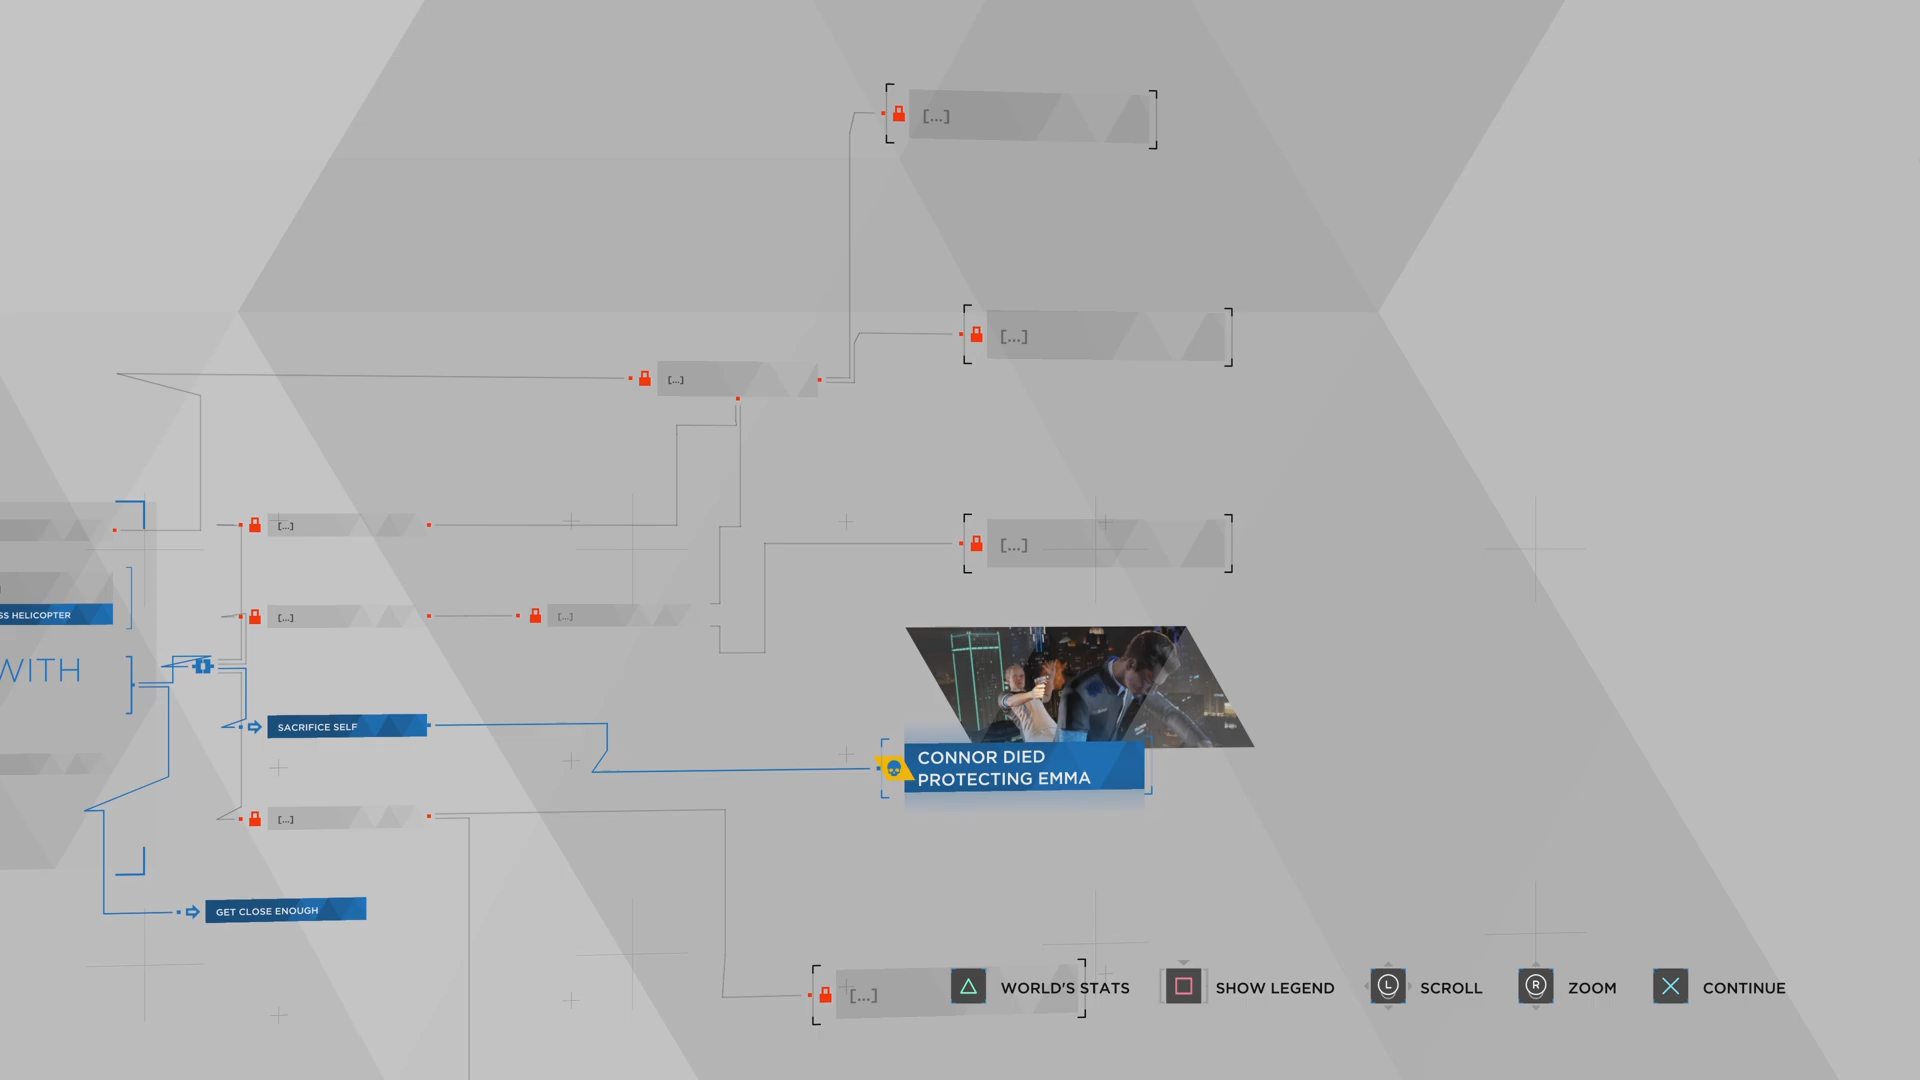 [...]
[...]
[...]
[...]
[...]
SS HELICOPTER
[...]
[...]
WITH
SACRIFICE SELF
CONNOR DIED
PROTECTING EMMA
[...]
GET CLOSE ENOUGH
[...]
WORLD'S STATS
SHOW LEGEND
L
SCROLL
R
ZOOM
CONTINUE